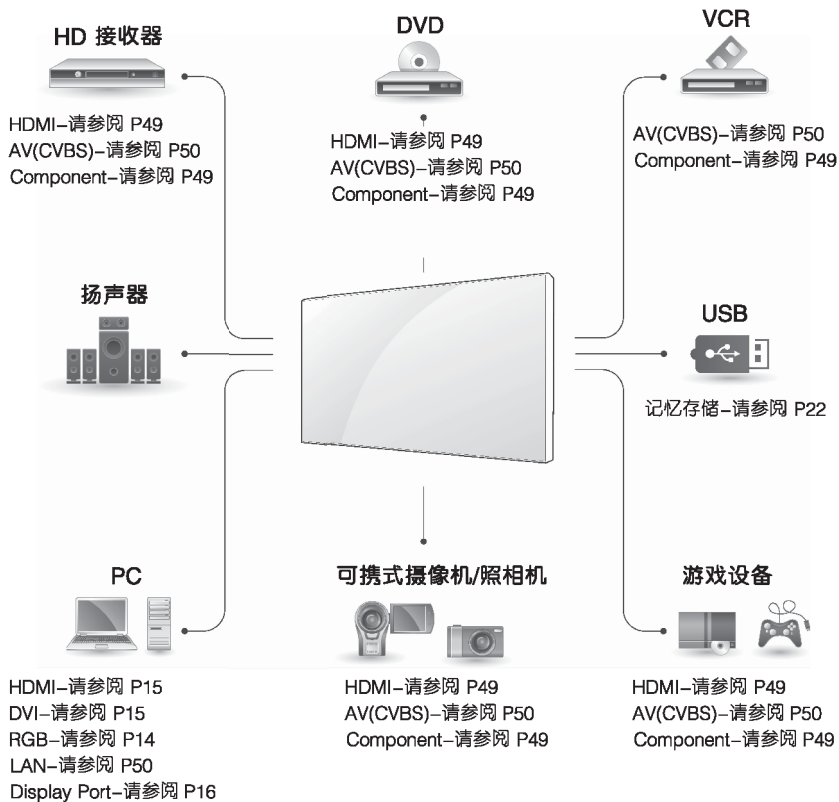 HD 接收器
HDMI–请参阅 P49
AV(CVBS)–请参阅 P50
Component–请参阅 P49
DVD
HDMI–请参阅 P49
AV(CVBS)–请参阅 P50
Component–请参阅 P49
VCR
AV(CVBS)–请参阅 P50
Component–请参阅 P49
扬声器
USB
记忆存储–请参阅 P22
PC
HDMI–请参阅 P15
DVI–请参阅 P15
RGB–请参阅 P14
LAN–请参阅 P50
Display Port–请参阅 P16
可携式摄像机/照相机
HDMI–请参阅 P49
AV(CVBS)–请参阅 P50
Component–请参阅 P49
游戏设备
HDMI–请参阅 P49
AV(CVBS)–请参阅 P50
Component–请参阅 P49